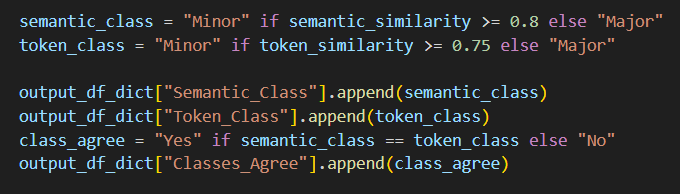 semantic_class = "Minor" if semantic_similarity >= 0.8 else "Major"
token_class = "Minor" if token_similarity >= 0.75 else "Major"

output_df_dict["Semantic_Class"].append(semantic_class)
output_df_dict["Token_Class"].append(token_class)
class_agree = "Yes" if semantic_class == token_class else "No"
output_df_dict["Classes_Agree"].append(class_agree)